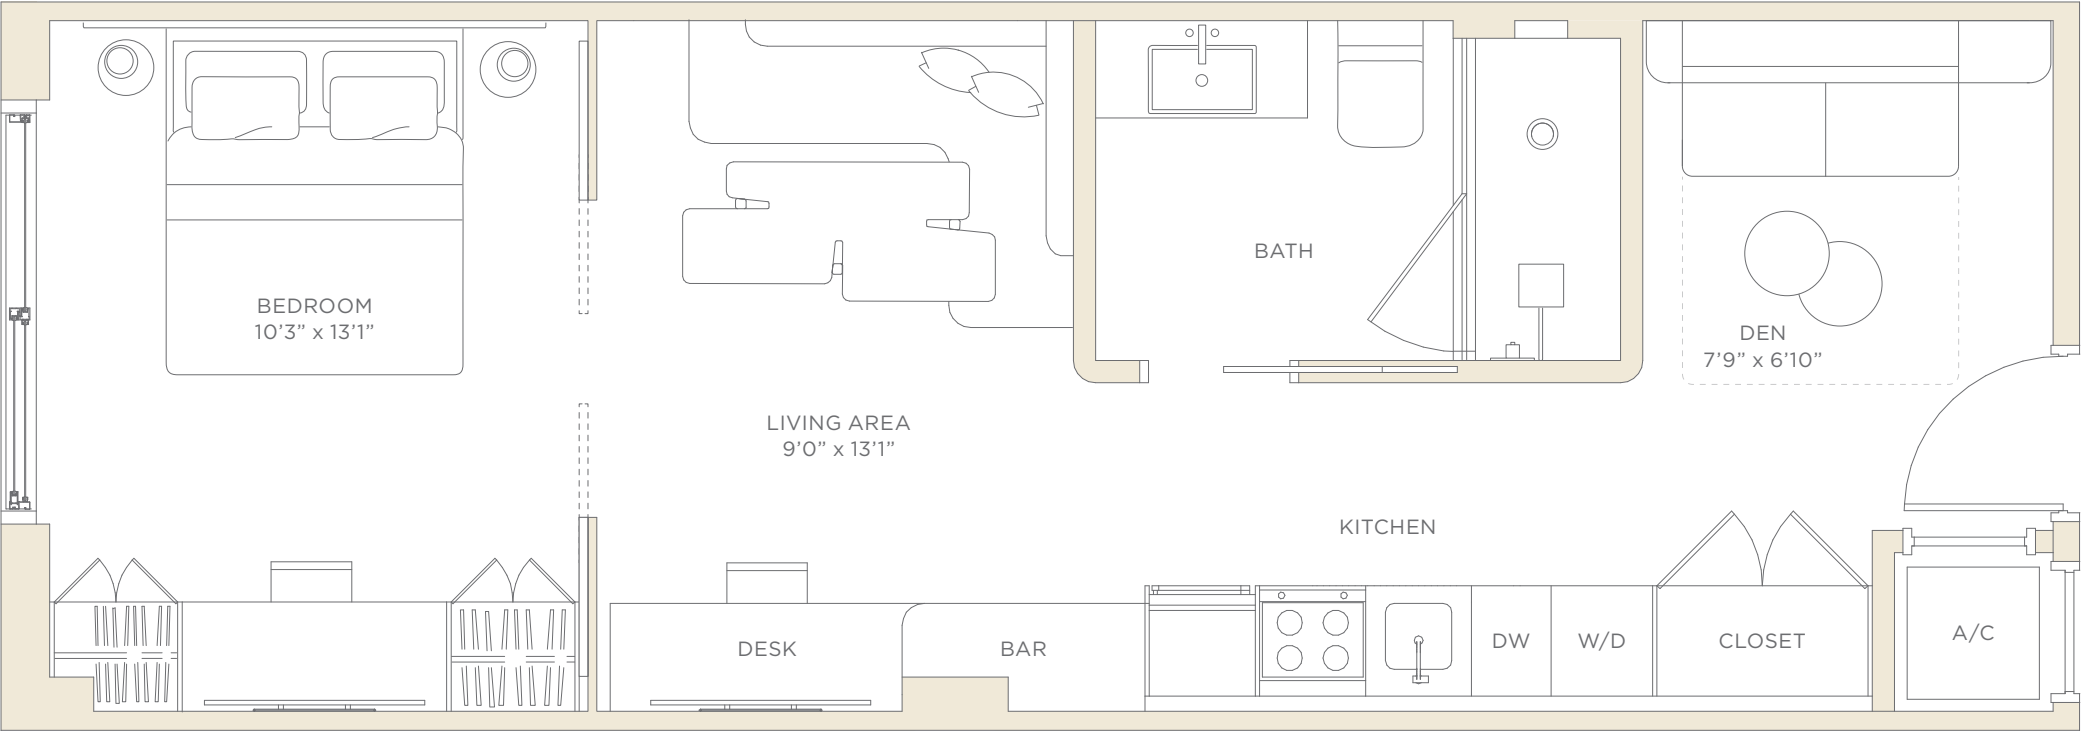 BEDROOM
10’3” x 13’1”
LIVING AREA
9’0” x 13’1”
DESK
BAR
BATH
KITCHEN
DW
W/D
CLOSET
DEN
7’9” x 6’10”
A/C